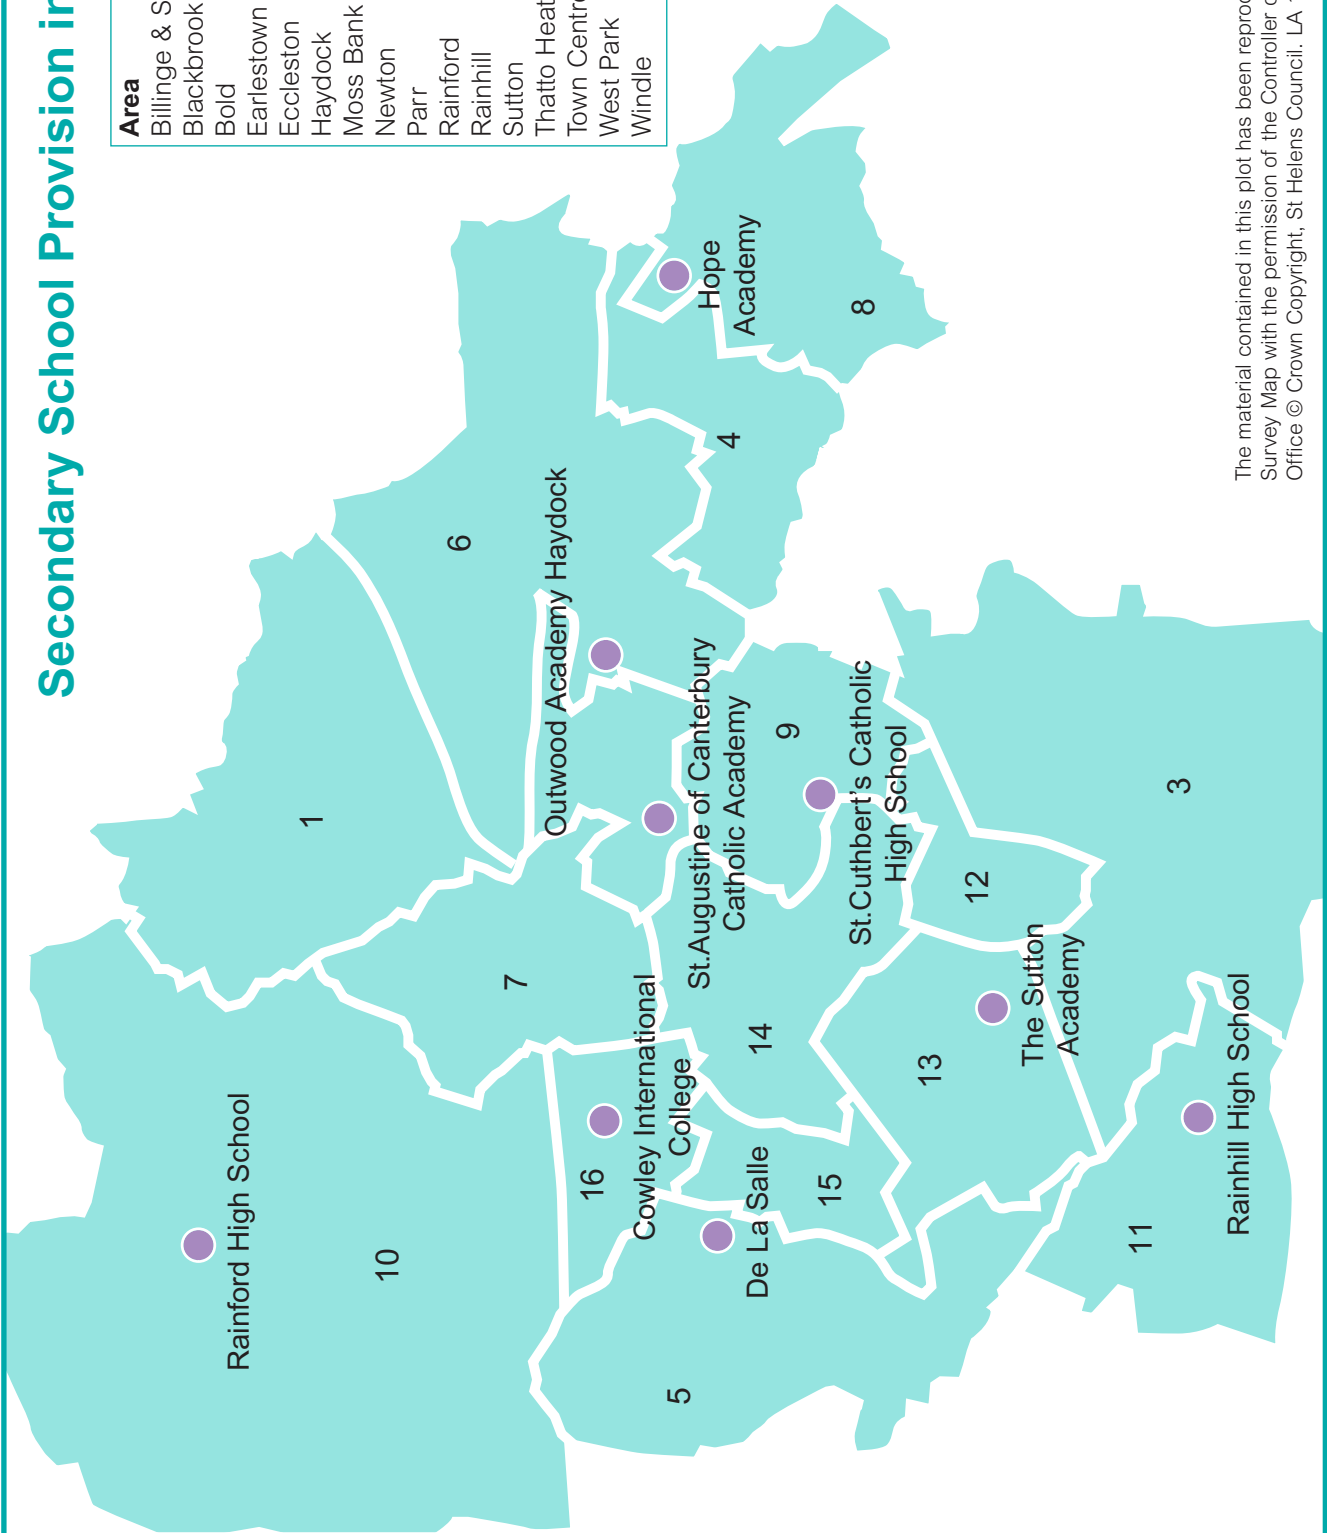 Secondary School Provision in
Area
Billinge & S
Blackbrook
Bold
Earlestown
Eccleston
Haydock
Moss Bank
Newton
Parr
Rainford
Rainhill
Sutton
Thatto Heat
Town Centre
West Park
Windle
Rainford High School
10
1
6
7
Outwood Academy Haydock
16
Cowley International
College
St.Augustine of Canterbury
Catholic Academy
Hope
Academy
4
8
5
De La Salle
14
9
15
St.Cuthbert's Catholic
High School
13
12
The Sutton
Academy
3
11
Rainhill High School
The material contained in this plot has been reproc
Survey Map with the permission of the Controller o
Office © Crown Copyright, St Helens Council. LA